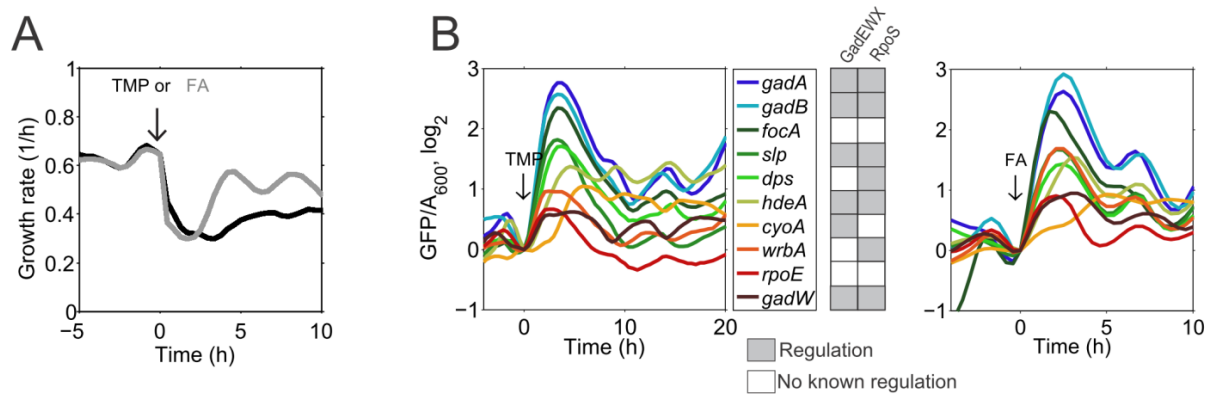 A
TMP or FA
Growth rate (1/h)
1
0.8
0.6
0.4
0.2
0
−5
0
5
10
Time (h)
B
GFP/A600, log2
3
2
1
0
−1
TMP
0
10
20
Time (h)
gadA
gadB
focA
slp
dps
hdeA
cyoA
wrbA
rpoE
gadW
GadEWX
RpoS
Regulation
No known regulation
3
2
1
0
−1
FA
0
5
10
Time (h)